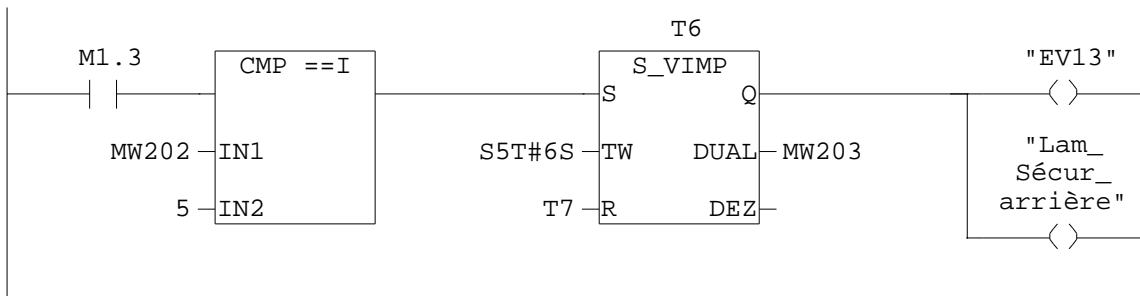 T6
M1.3
CMP ==I
S_VIMP
"EV13"
S
Q
MW202
IN1
S5T#6S
TW
DUAL
MW203
"Lam_
Sécur_
arrière"
5
IN2
T7
R
DEZ